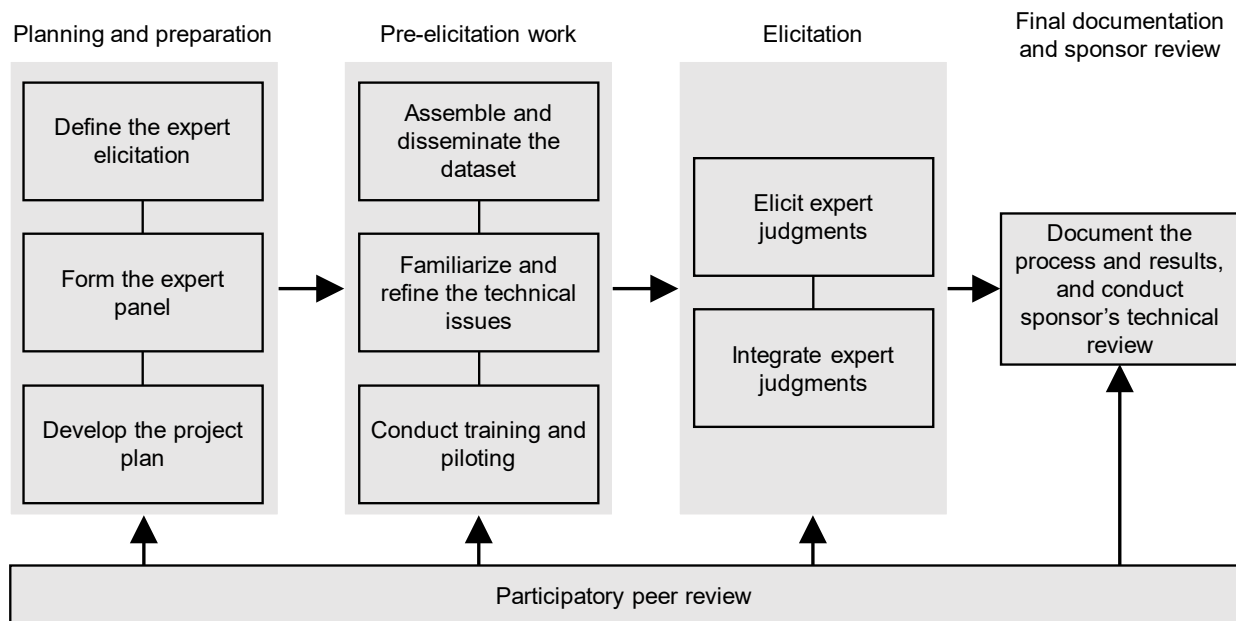 Planning and preparation
Define the expert
elicitation
Form the expert
panel
Develop the project
plan
Pre-elicitation work
Assemble and
disseminate the
dataset
Familiarize and
refine the technical
issues
Conduct training and
piloting
Elicitation
Elicit expert
judgments
Integrate expert
judgments
Final documentation
and sponsor review
Document the
process and results,
and conduct
sponsor’s technical
review
Participatory peer review